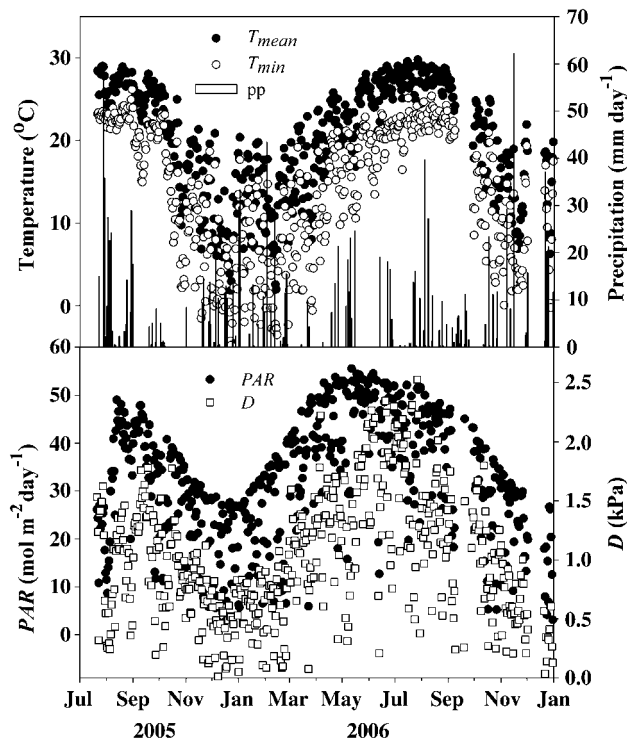 T_mean
T_min
pp
Temperature (°C)
30
20
10
0
Precipitation (mm day⁻¹)
70
60
50
40
30
20
10
0
PAR
D
PAR (mol m⁻² day⁻¹)
60
50
40
30
20
10
0
D (kPa)
2.5
2.0
1.5
1.0
0.5
0.0
Jul Sep Nov Jan Mar May Jul Sep Nov Jan
2005 2006